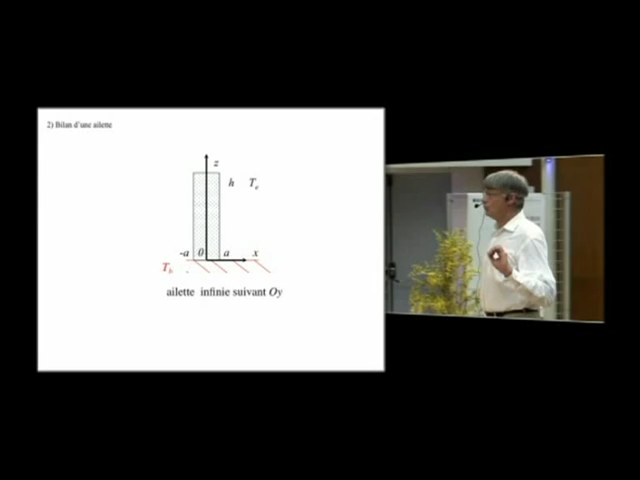 2) Bilan d'une ailette
z
h T_e
-a 0 a x
T_b
ailette infinie suivant Oy